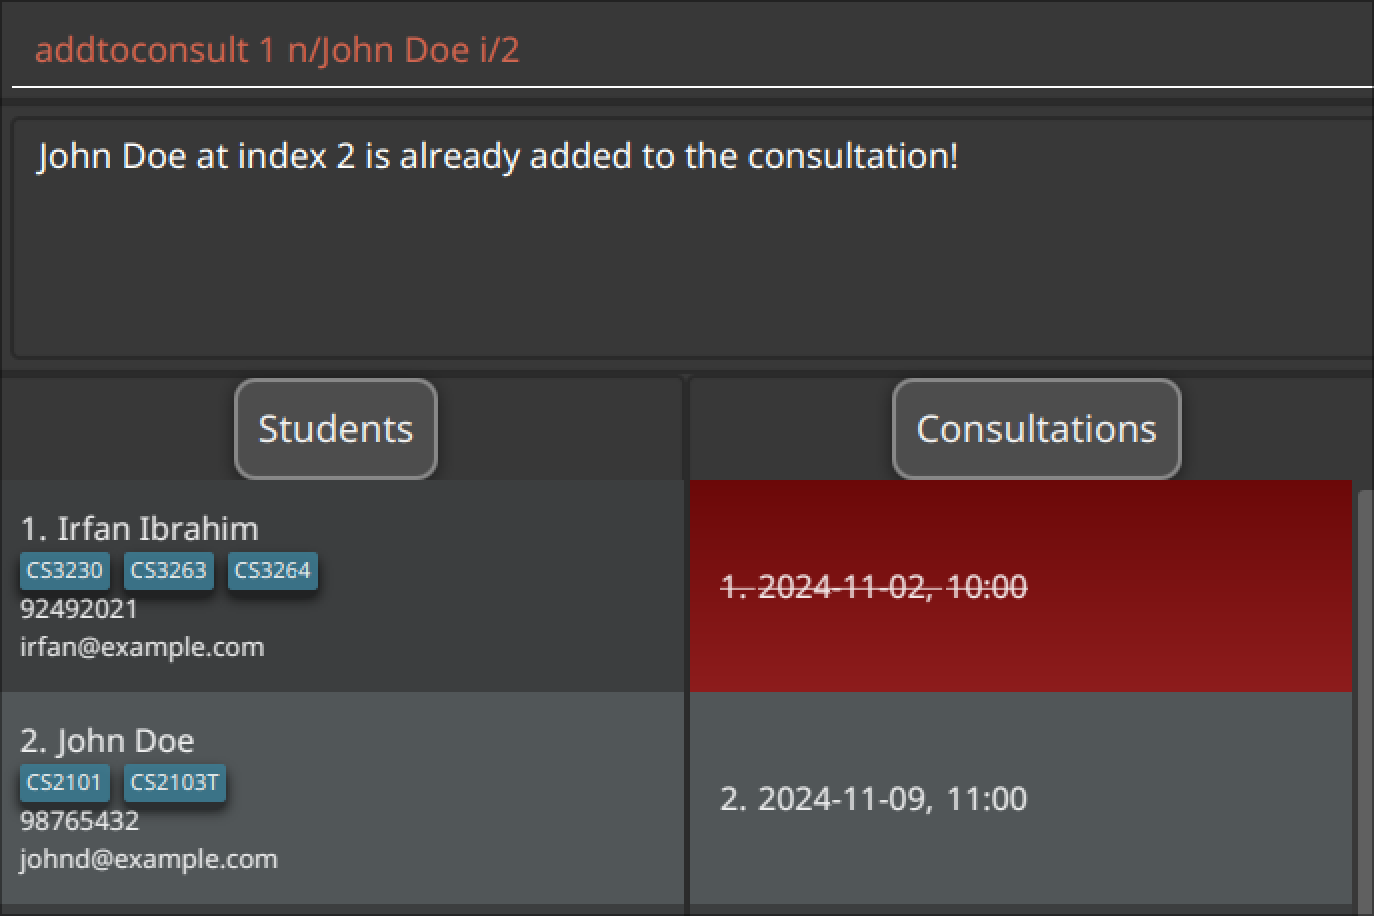 addtoconsult 1 n/John Doe i/2
John Doe at index 2 is already added to the consultation!
Students
Consultations
1. Irfan Ibrahim
CS3230 CS3263 CS3264
92492021
irfan@example.com
1. 2024-11-02, 10:00
2. John Doe
CS2101 CS2103T
98765432
johnd@example.com
2. 2024-11-09, 11:00